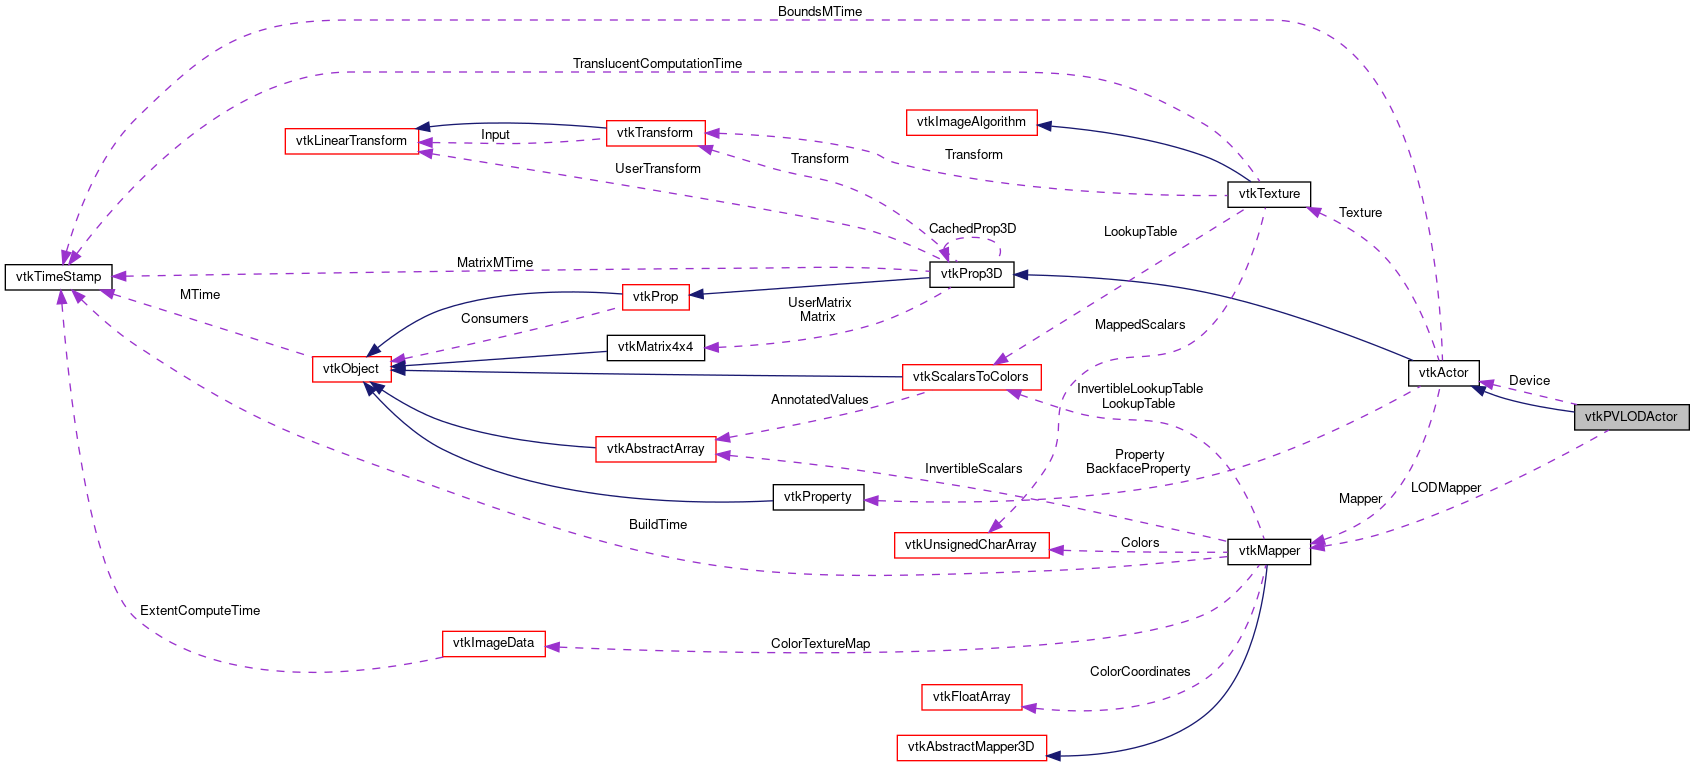 BoundsMTime
TranslucentComputationTime
vtkImageAlgorithm
vtkTransform
Input
vtkLinearTransform
Transform
Transform
UserTransform
vtkTexture
Texture
CachedProp3D
LookupTable
MatrixMTime
vtkProp3D
vtkTimeStamp
MTime
vtkProp
UserMatrix
Matrix
Consumers
MappedScalars
vtkMatrix4x4
vtkObject
vtkScalarsToColors
vtkActor
Device
InvertibleLookupTable
LookupTable
AnnotatedValues
vtkPVLODActor
vtkAbstractArray
Property
BackfaceProperty
InvertibleScalars
LODMapper
vtkProperty
Mapper
BuildTime
vtkUnsignedCharArray
Colors
vtkMapper
ExtentComputeTime
vtkImageData
ColorTextureMap
ColorCoordinates
vtkFloatArray
vtkAbstractMapper3D